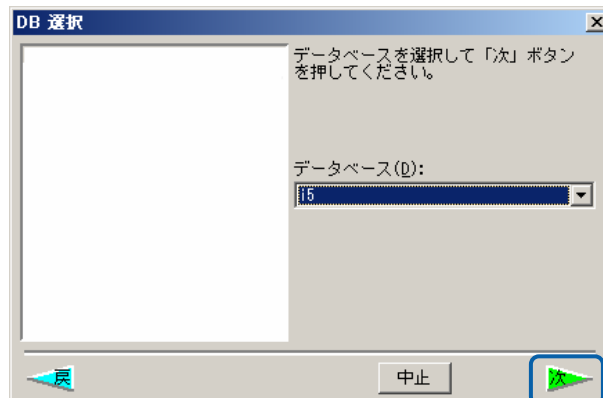 DB 選択
データベースを選択して「次」ボタン
を押してください。
データベース(D):
i5
戻
中止
次